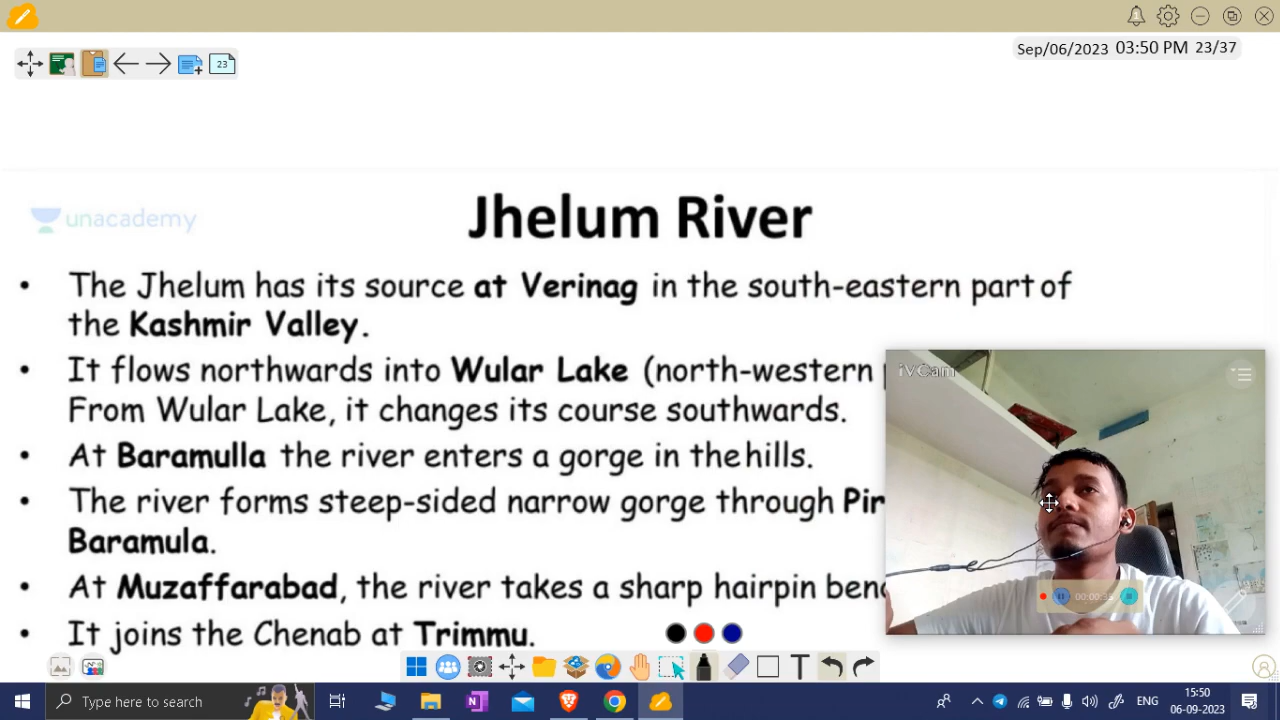 Sep/06/2023 03:50 PM 23/37
23
unacademy
Jhelum River
• The Jhelum has its source at Verinag in the south-eastern part of
the Kashmir Valley.
• It flows northwards into Wular Lake (north-western
From Wular Lake, it changes its course southwards.
• At Baramulla the river enters a gorge in the hills.
• The river forms steep-sided narrow gorge through Pir
Baramula.
• At Muzaffarabad, the river takes a sharp hairpin bend
• It joins the Chenab at Trimmu.
iVCam
00:00:35
T
Type here to search
N
ENG
15:50
06-09-2023